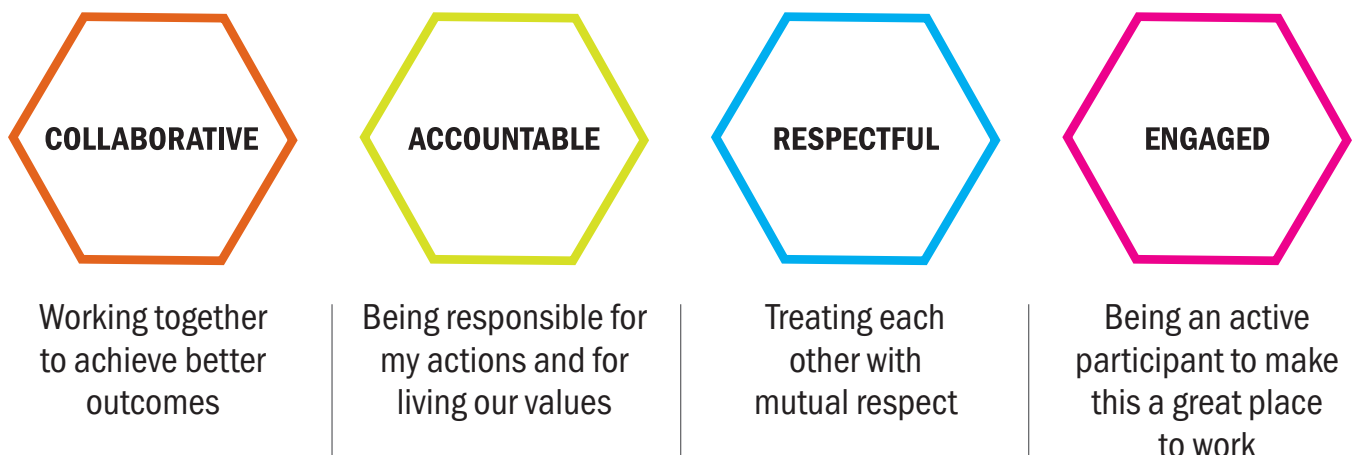 COLLABORATIVE
Working together
to achieve better
outcomes
ACCOUNTABLE
Being responsible for
my actions and for
living our values
RESPECTFUL
Treating each
other with
mutual respect
ENGAGED
Being an active
participant to make
this a great place
to work